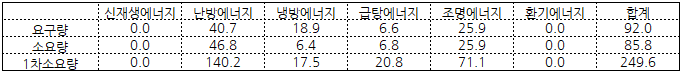 신재생에너지 난방에너지 냉방에너지 급탕에너지 조명에너지 환기에너지 합계
요구량 0.0 40.7 18.9 6.6 25.9 0.0 92.0
소요량 0.0 46.8 6.4 6.8 25.9 0.0 85.8
1차소요량 0.0 140.2 17.5 20.8 71.1 0.0 249.6